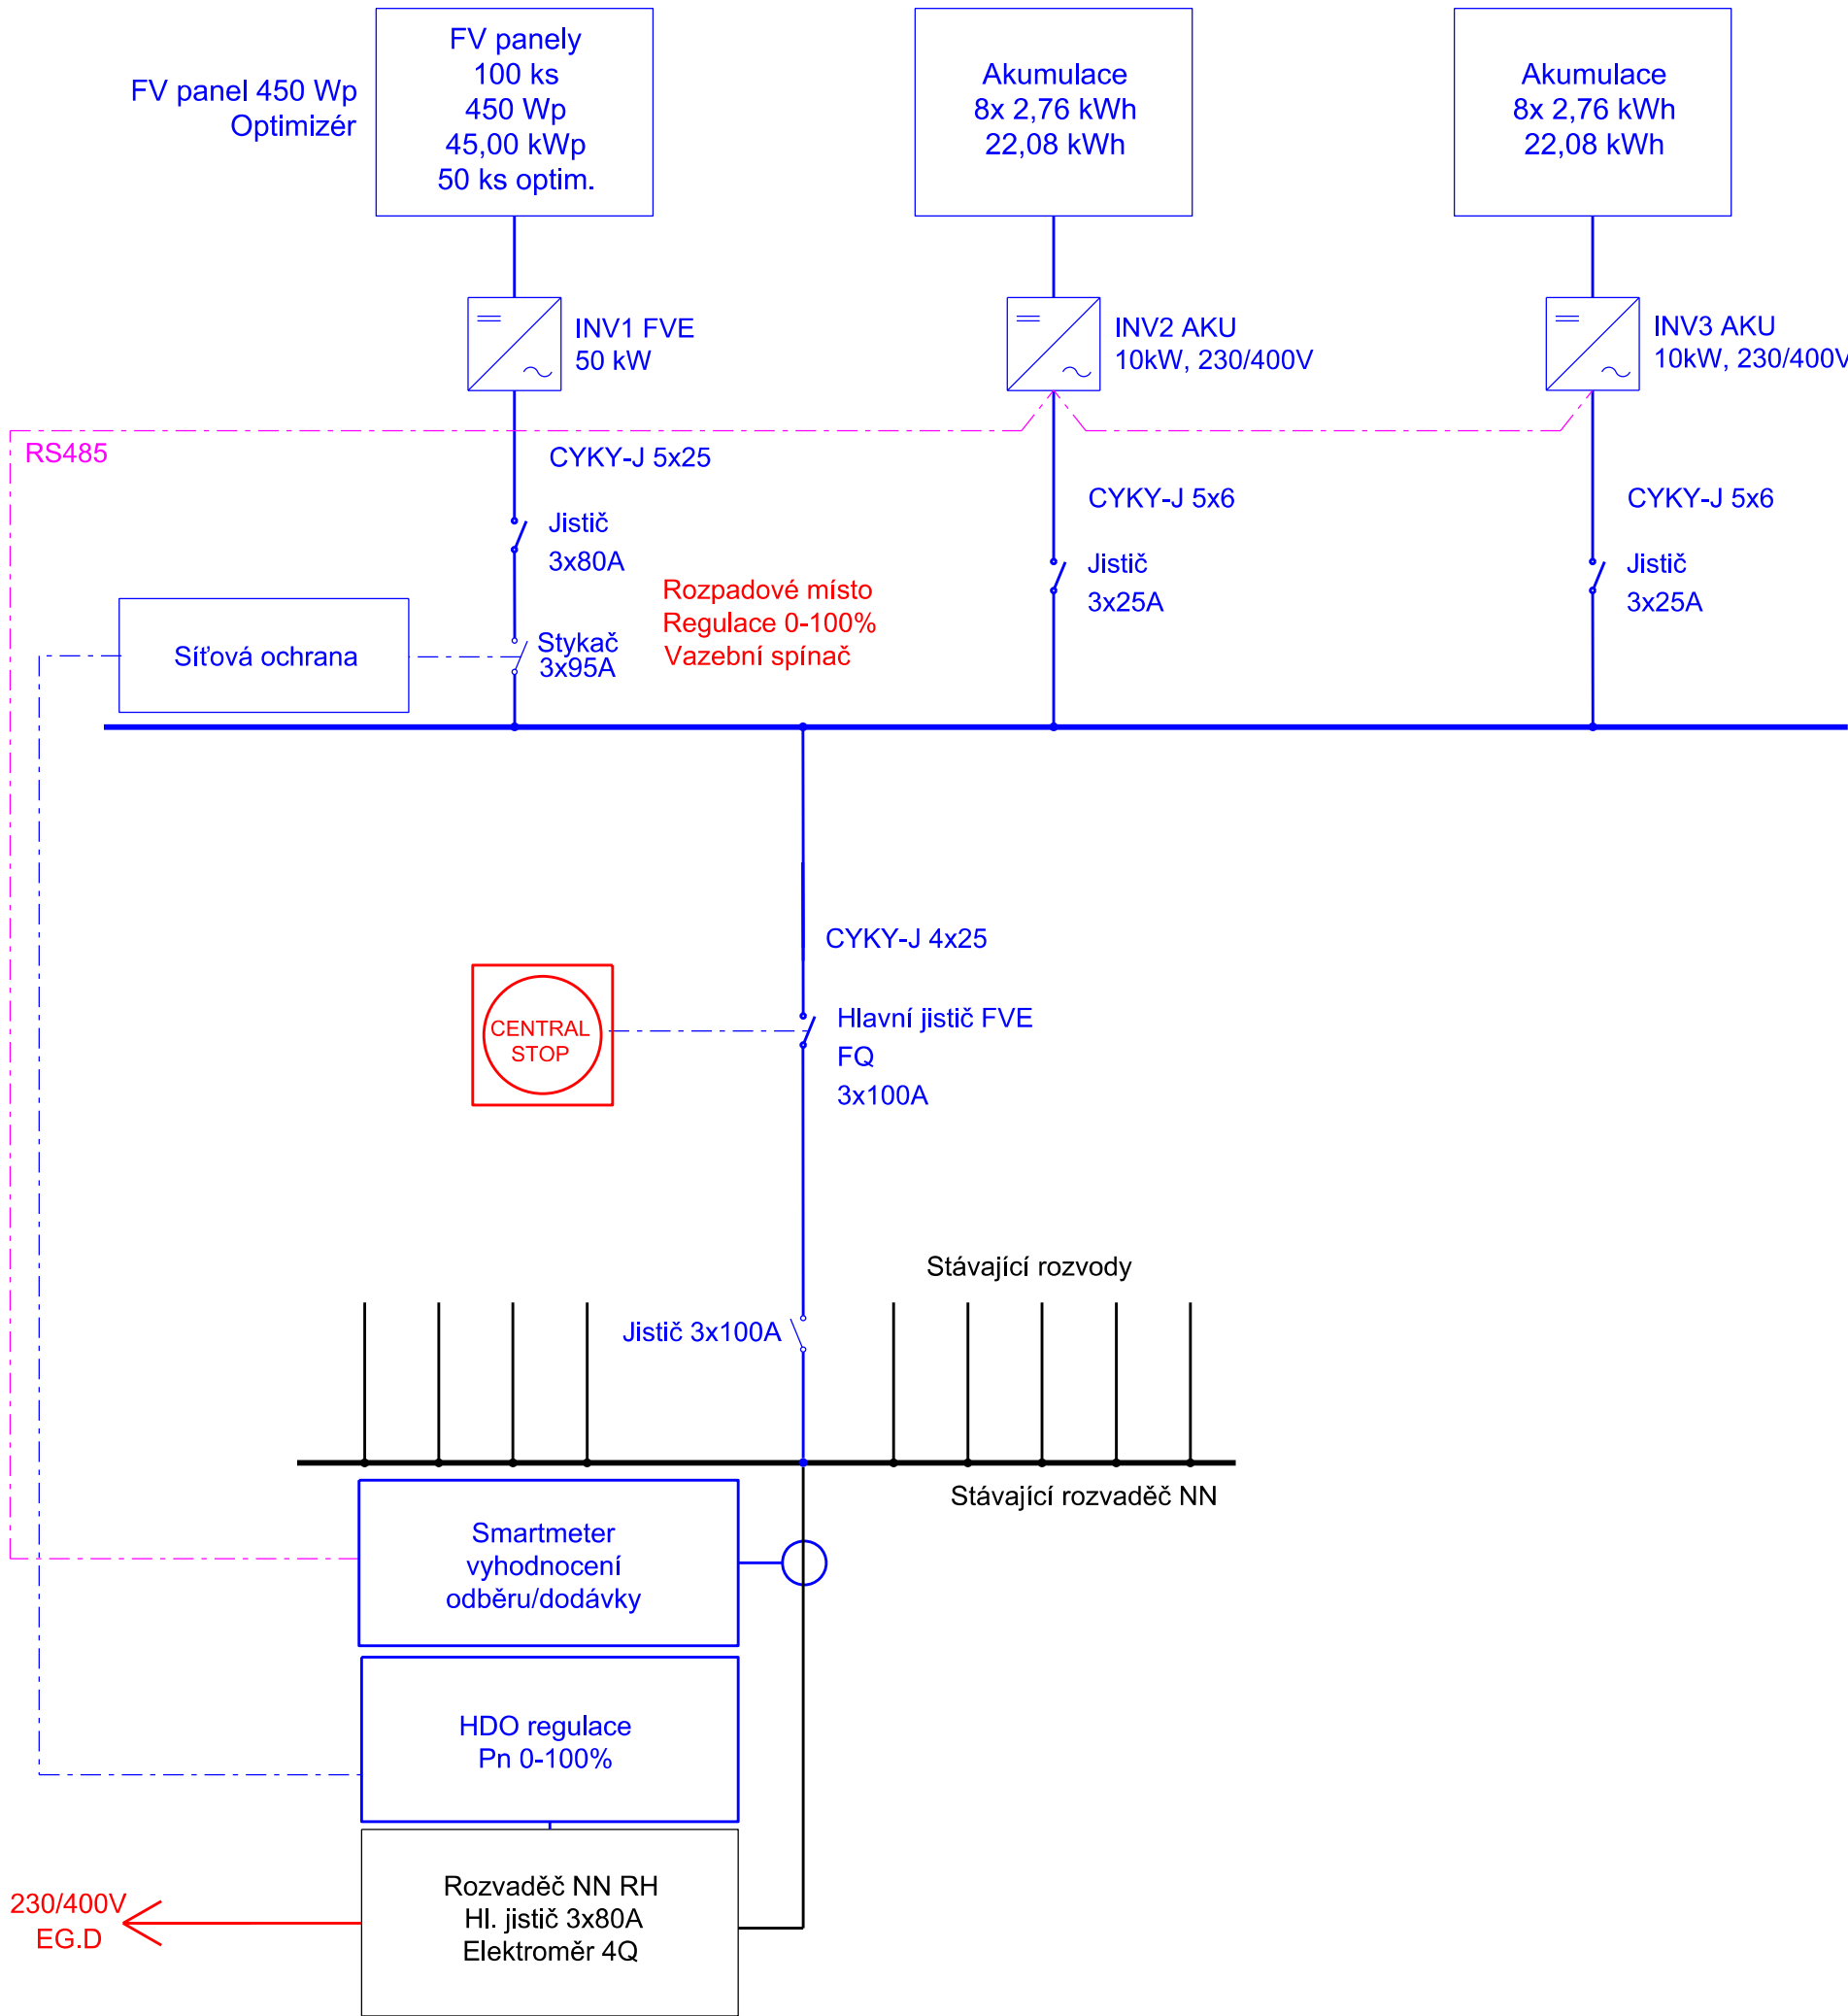 FV panel 450 Wp
Optimizér
FV panely
100 ks
450 Wp
45,00 kWp
50 ks optim.
Akumulace
8x 2,76 kWh
22,08 kWh
Akumulace
8x 2,76 kWh
22,08 kWh
INV1 FVE
50 kW
INV2 AKU
10kW, 230/400V
INV3 AKU
10kW, 230/400V
RS485
CYKY-J 5x25
CYKY-J 5x6
CYKY-J 5x6
Jistič
3x80A
Jistič
3x25A
Jistič
3x25A
Rozpadové místo
Regulace 0-100%
Vazební spínač
Síťová ochrana
Stykač
3x95A
CYKY-J 4x25
CENTRAL
STOP
Hlavní jistič FVE
FQ
3x100A
Stávající rozvody
Jistič 3x100A
Stávající rozvaděč NN
Smartmeter
vyhodnocení
odběru/dodávky
HDO regulace
Pn 0-100%
Rozvaděč NN RH
Hl. jistič 3x80A
Elektroměr 4Q
230/400V
EG.D